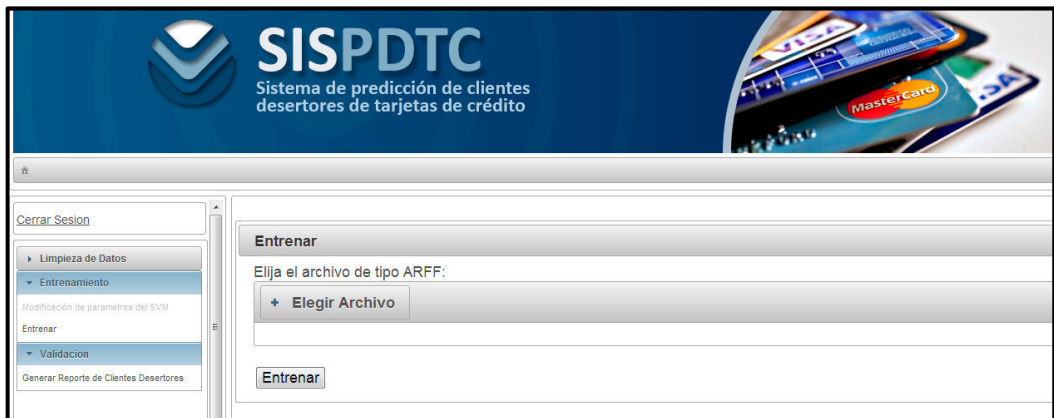 SISPDTC
Sistema de predicción de clientes
desertores de tarjetas de crédito
VISA
MasterCard
Cerrar Sesion
Limpieza de Datos
Entrenamiento
Modificación de parametros del SVM
Entrenar
Validacion
Generar Reporte de Clientes Desertores
Entrenar
Elija el archivo de tipo ARFF:
+ Elegir Archivo
Entrenar